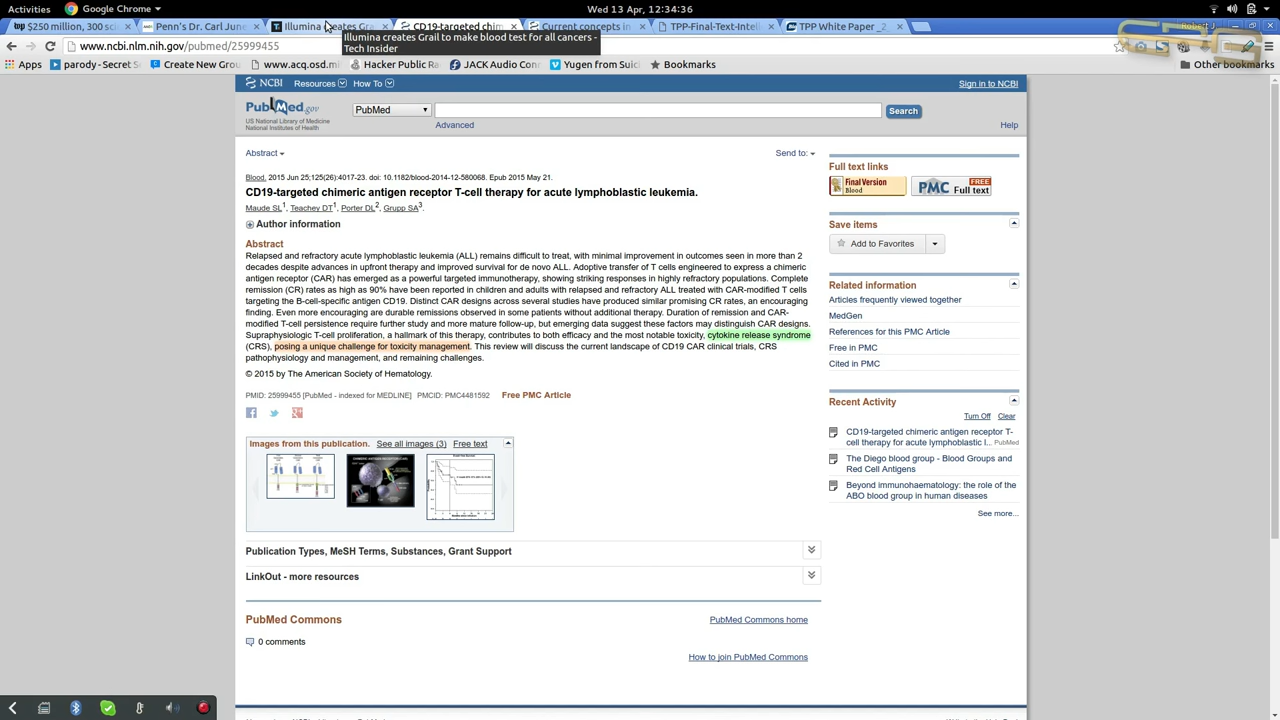 Activities
Google Chrome
Wed 13 Apr, 12:34:36
$250 million, 300 sci
Penn's Dr. Carl June
Illumina creates Gra
CD19-targeted chim
Current concepts in
TPP-Final-Text-Intell
TPP White Paper _2_
Robert J
www.ncbi.nlm.nih.gov/pubmed/25999455
Illumina creates Grail to make blood test for all cancers -
Tech Insider
Apps
parody - Secret S
Create New Grou
www.acq.osd.mi
Hacker Public Ra
JACK Audio Conn
Yugen from Suic
Bookmarks
Other bookmarks
NCBI
Resources
How To
Sign in to NCBI
PubMed.gov
US National Library of Medicine
National Institutes of Health
PubMed
Search
Advanced
Help
Abstract
Send to:
Blood. 2015 Jun 25;125(26):4017-23. doi: 10.1182/blood-2014-12-580068. Epub 2015 May 21.
CD19-targeted chimeric antigen receptor T-cell therapy for acute lymphoblastic leukemia.
Maude SL1, Teachey DT1, Porter DL2, Grupp SA3.
Author information
Abstract
Relapsed and refractory acute lymphoblastic leukemia (ALL) remains difficult to treat, with minimal improvement in outcomes seen in more than 2
decades despite advances in upfront therapy and improved survival for de novo ALL. Adoptive transfer of T cells engineered to express a chimeric
antigen receptor (CAR) has emerged as a powerful targeted immunotherapy, showing striking responses in highly refractory populations. Complete
remission (CR) rates as high as 90% have been reported in children and adults with relapsed and refractory ALL treated with CAR-modified T cells
targeting the B-cell-specific antigen CD19. Distinct CAR designs across several studies have produced similar promising CR rates, an encouraging
finding. Even more encouraging are durable remissions observed in some patients without additional therapy. Duration of remission and CAR-
modified T-cell persistence require further study and more mature follow-up, but emerging data suggest these factors may distinguish CAR designs.
Supraphysiologic T-cell proliferation, a hallmark of this therapy, contributes to both efficacy and the most notable toxicity, cytokine release syndrome
(CRS), posing a unique challenge for toxicity management. This review will discuss the current landscape of CD19 CAR clinical trials, CRS
pathophysiology and management, and remaining challenges.
© 2015 by The American Society of Hematology.
PMID: 25999455 [PubMed - indexed for MEDLINE] PMCID: PMC4481592 Free PMC Article
Images from this publication. See all images (3) Free text
Publication Types, MeSH Terms, Substances, Grant Support
LinkOut - more resources
PubMed Commons
PubMed Commons home
0 comments
How to join PubMed Commons
Full text links
Final Version
Blood
PMC FREE
Full text
Save items
Add to Favorites
Related information
Articles frequently viewed together
MedGen
References for this PMC Article
Free in PMC
Cited in PMC
Recent Activity
Turn Off Clear
CD19-targeted chimeric antigen receptor T-
cell therapy for acute lymphoblastic l... PubMed
The Diego blood group - Blood Groups and
Red Cell Antigens
Beyond immunohaematology: the role of the
ABO blood group in human diseases
See more...